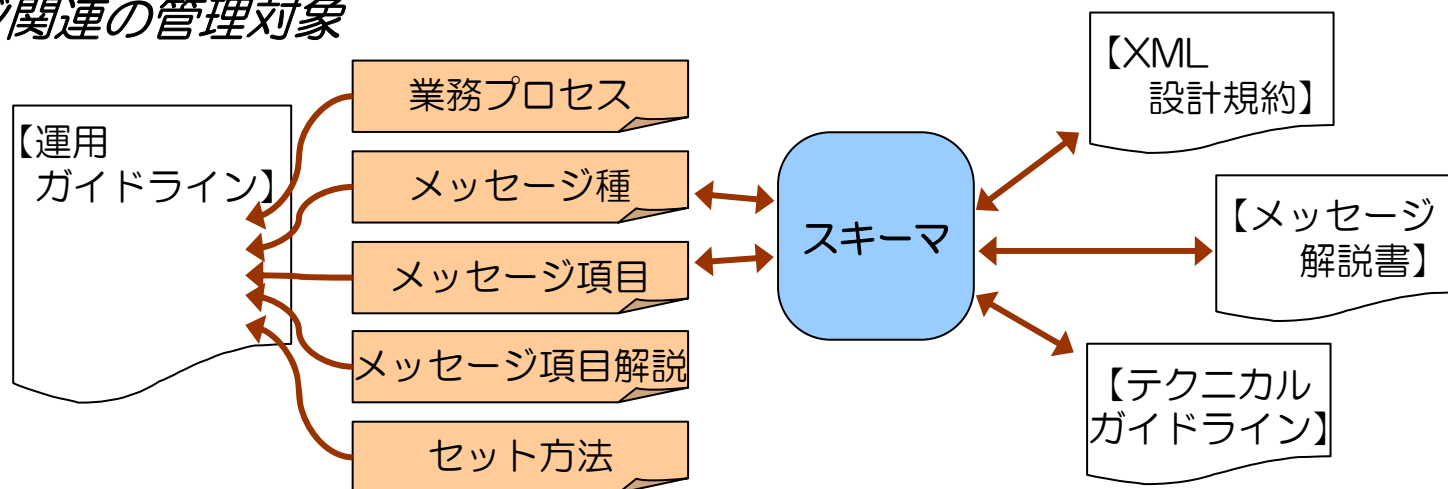 関連の管理対象
【運用
ガイドライン】
業務プロセス
メッセージ種
メッセージ項目
メッセージ項目解説
セット方法
スキーマ
【XML
設計規約】
【メッセージ
解説書】
【テクニカル
ガイドライン】